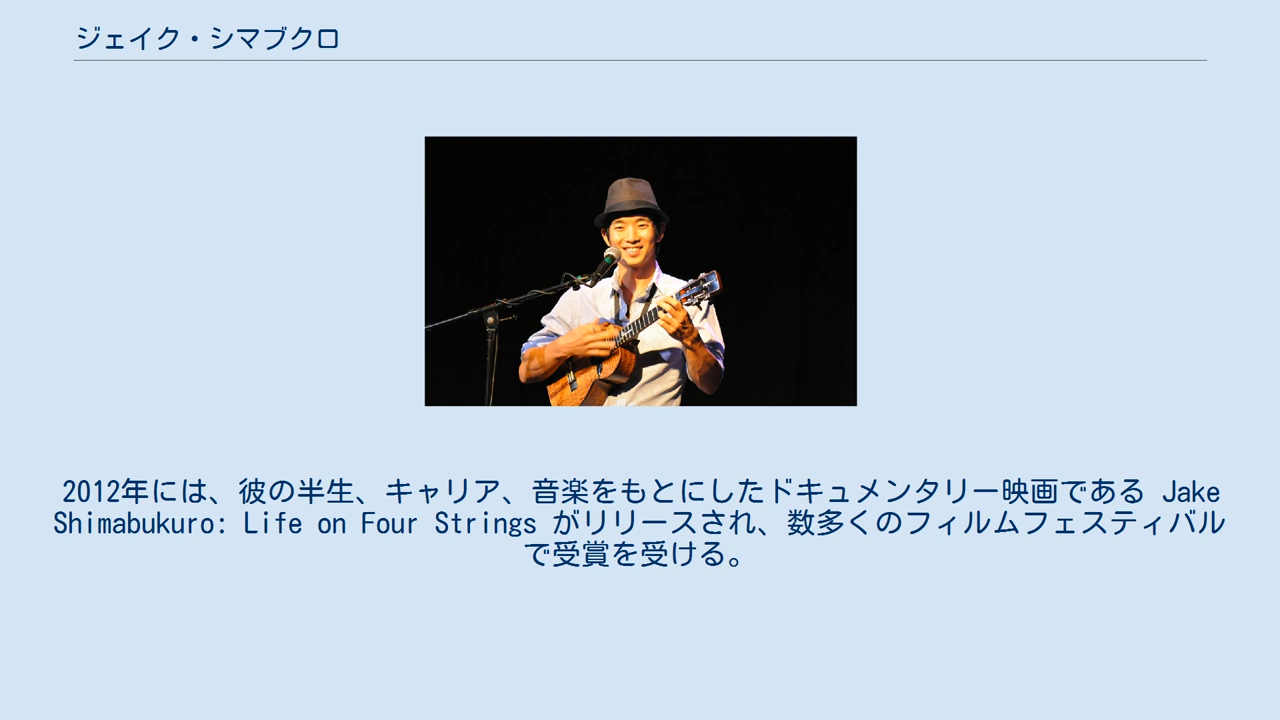 ジェイク・シマブクロ
2012年には、彼の半生、キャリア、音楽をもとにしたドキュメンタリー映画である Jake
Shimabukuro: Life on Four Strings がリリースされ、数多くのフィルムフェスティバル
で受賞を受ける。